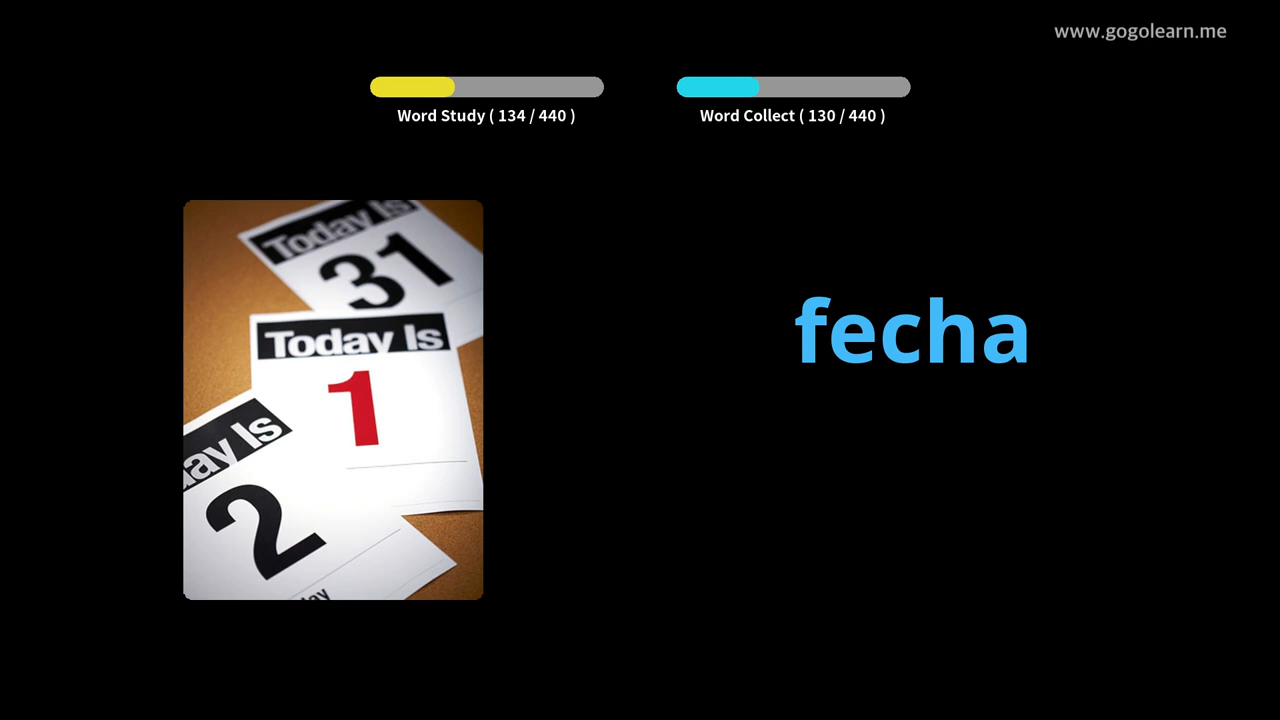 www.gogolearn.me
Word Study ( 134 / 440 )
Word Collect ( 130 / 440 )
Today Is
31
Today Is
1
day Is
2
fecha